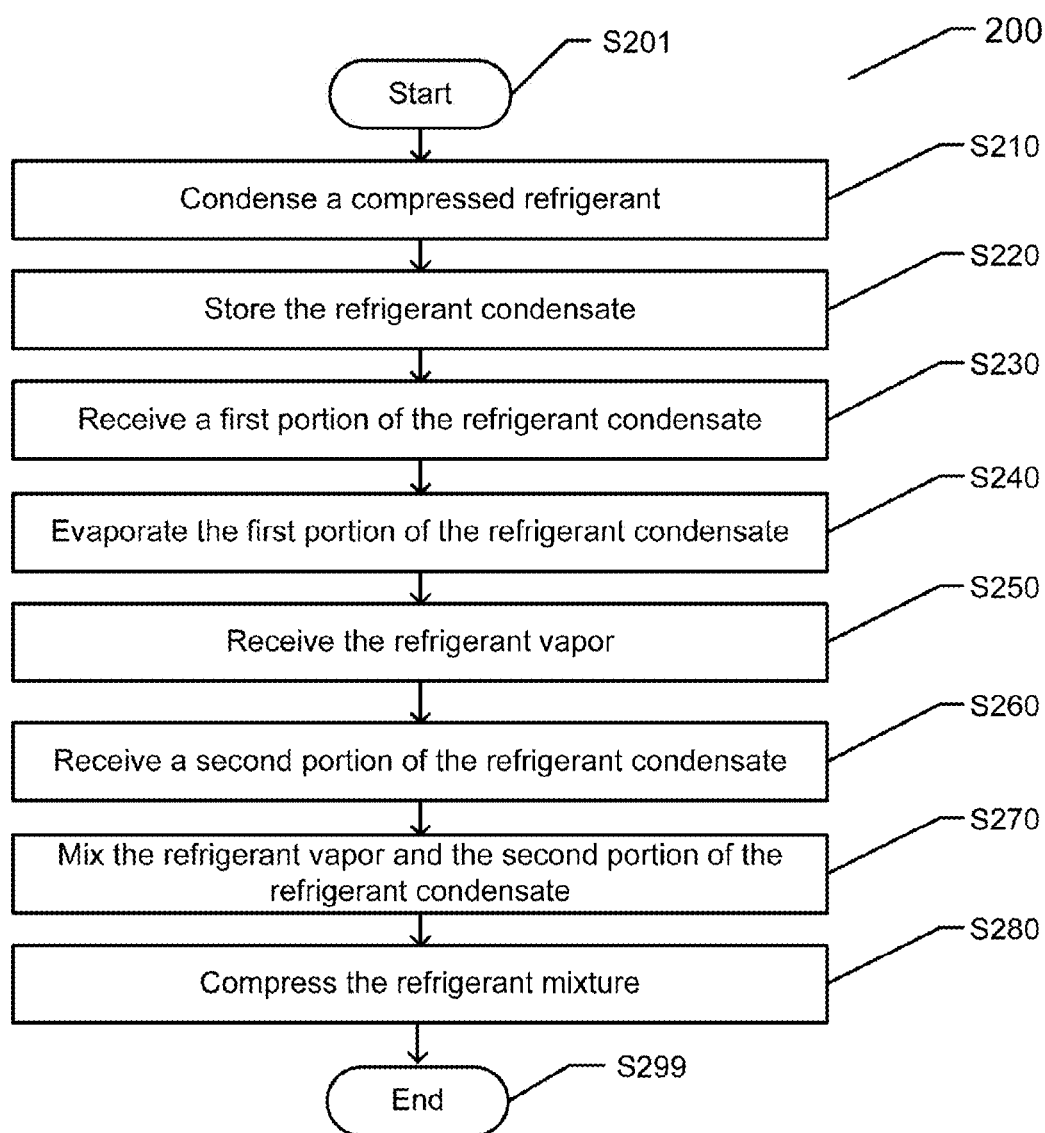 200
S201
Start
S210
Condense a compressed refrigerant
S220
Store the refrigerant condensate
S230
Receive a first portion of the refrigerant condensate
S240
Evaporate the first portion of the refrigerant condensate
S250
Receive the refrigerant vapor
S260
Receive a second portion of the refrigerant condensate
S270
Mix the refrigerant vapor and the second portion of the
refrigerant condensate
S280
Compress the refrigerant mixture
S299
End